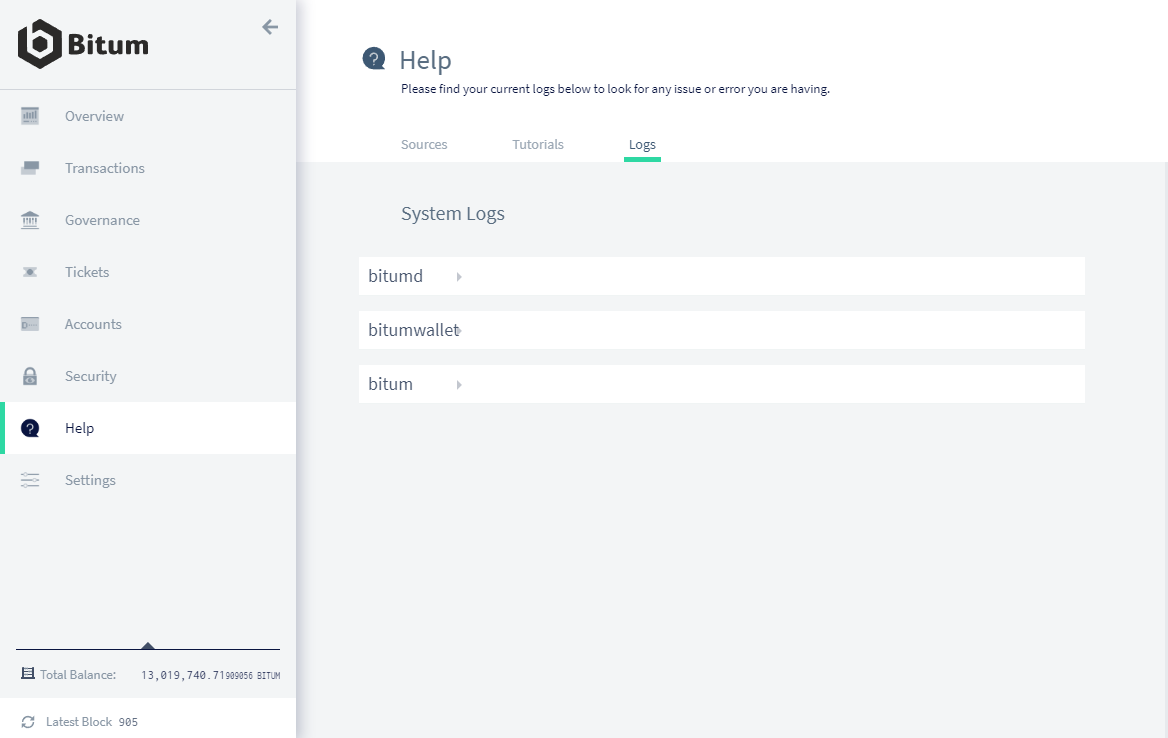 Bitum
Overview
Transactions
Governance
Tickets
Accounts
Security
Help
Settings
Total Balance: 13,019,740.71909056 BITUM
Latest Block 905
Help
Please find your current logs below to look for any issue or error you are having.
Sources Tutorials Logs
System Logs
bitumd
bitumwallet
bitum